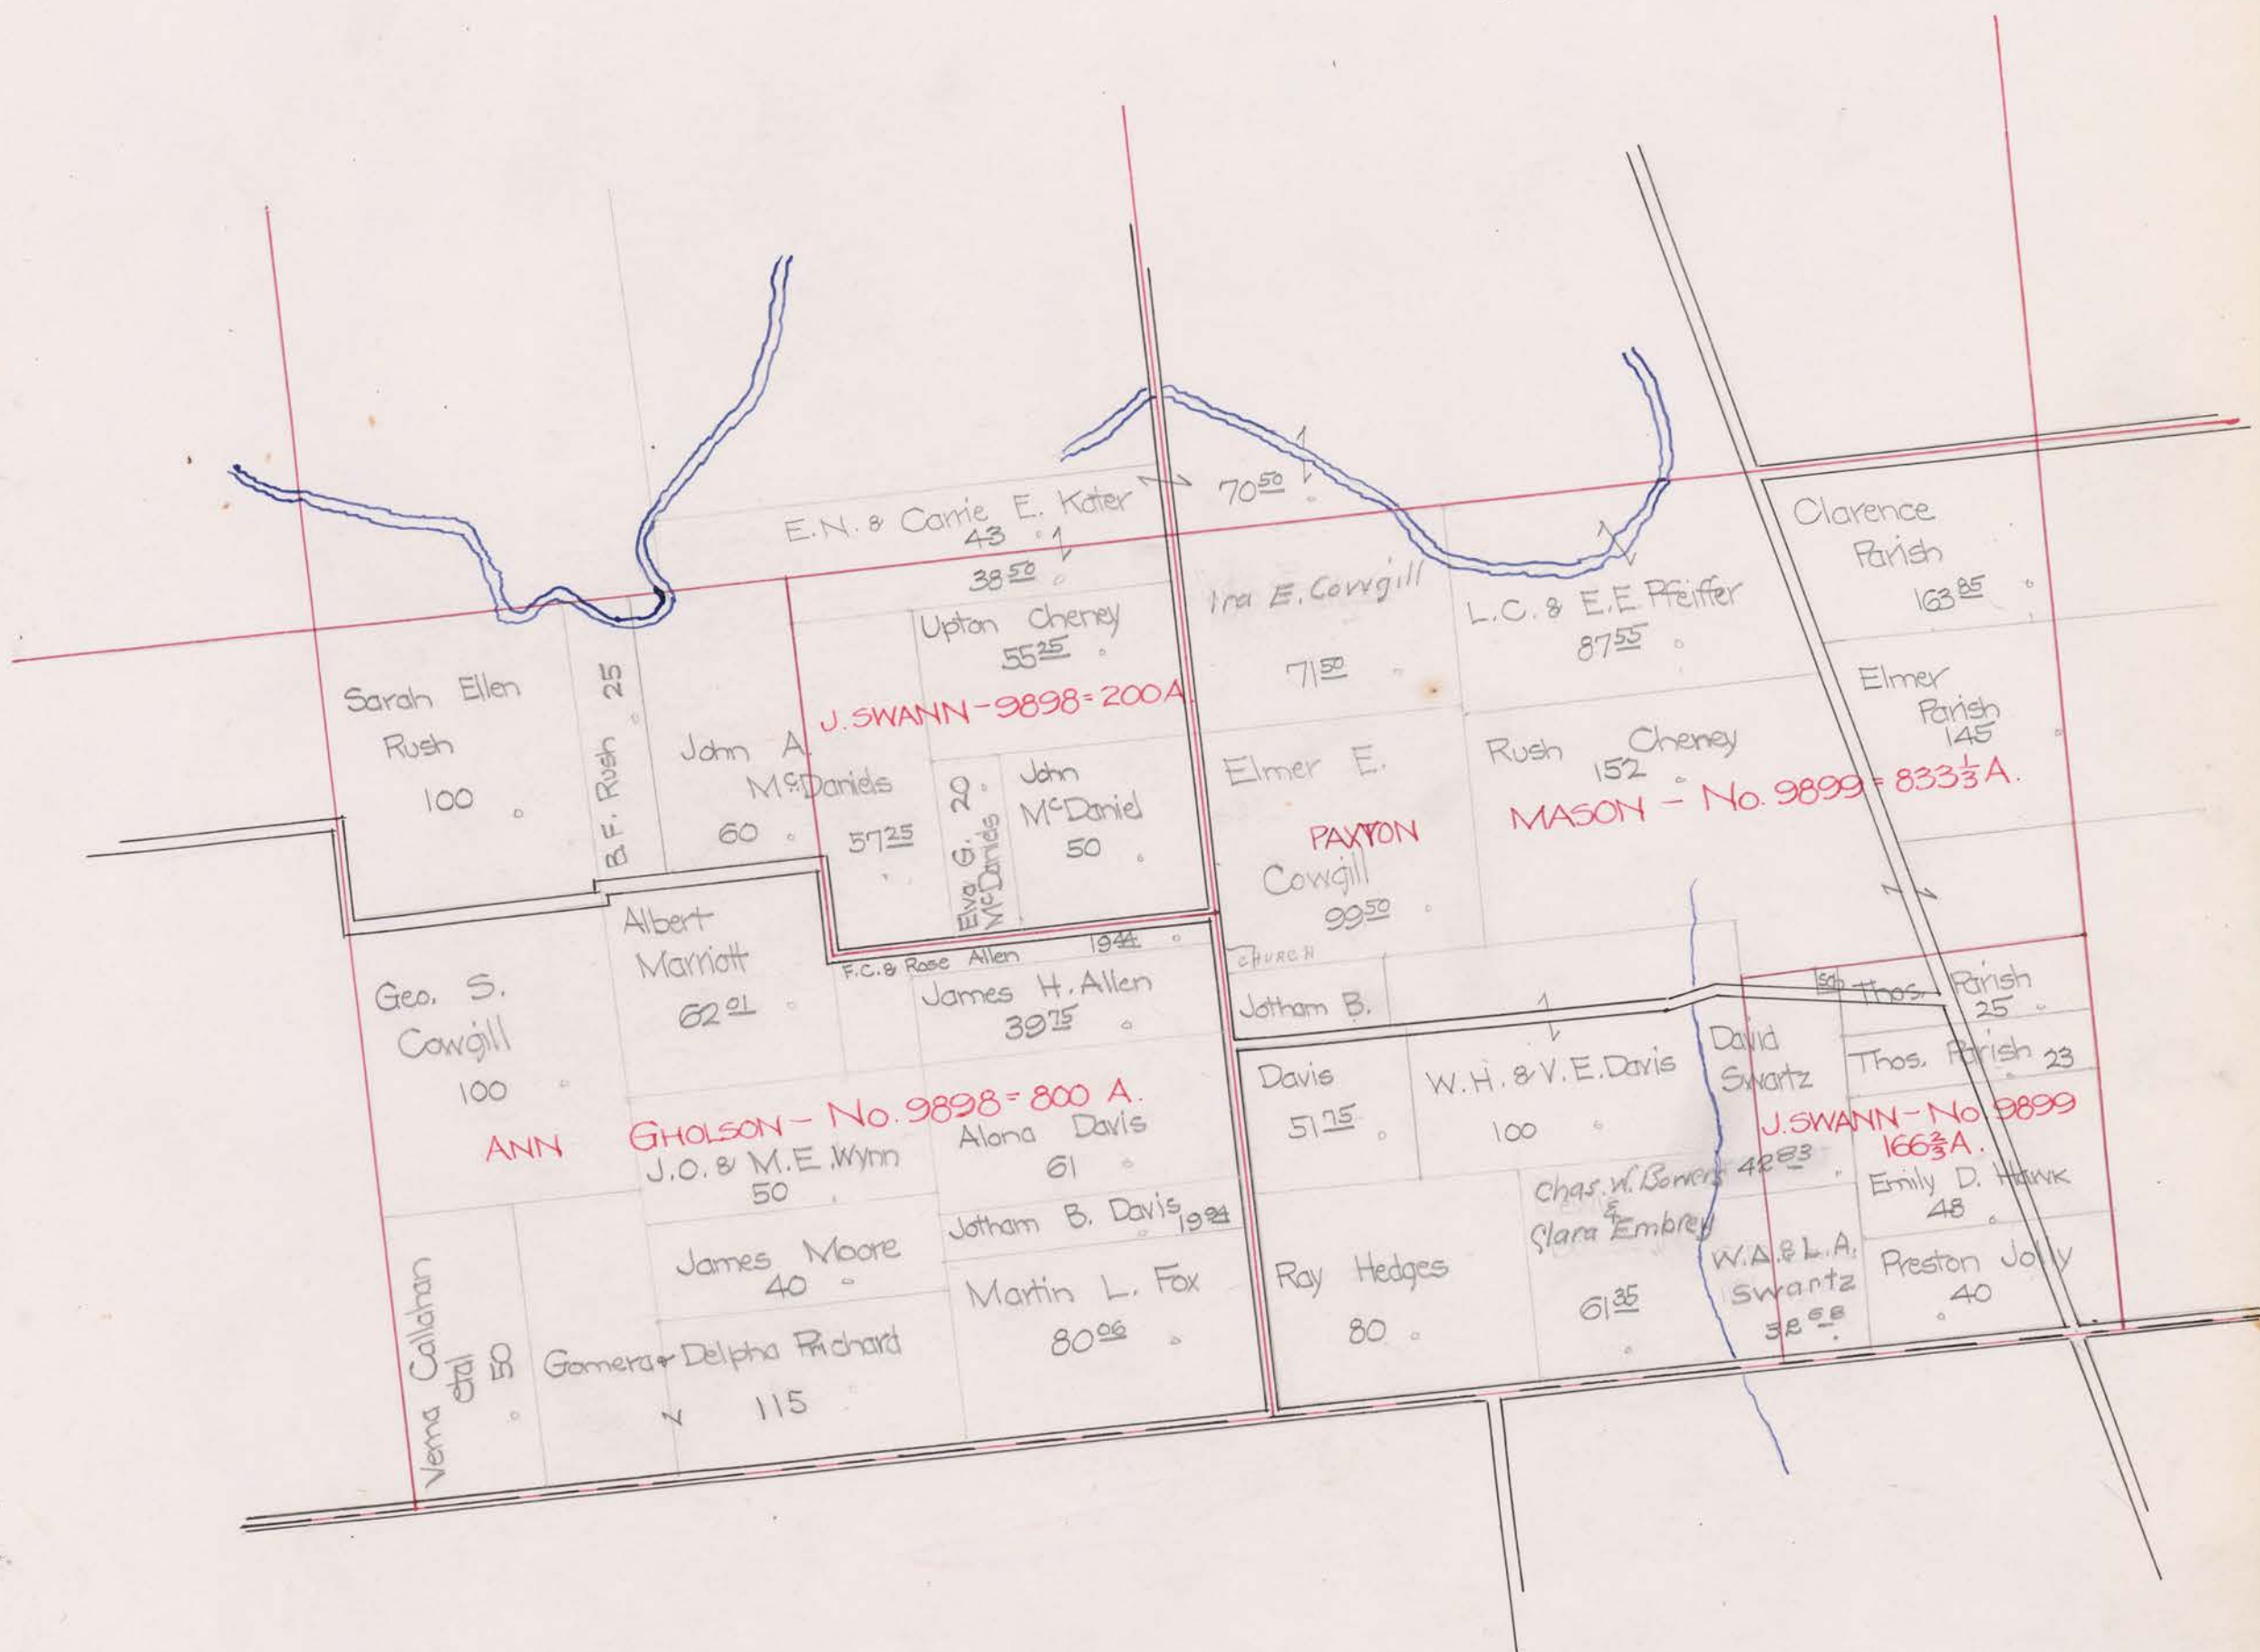 E.N. & Carrie E. Kater
43
38 50
70 50
Clarence
Parish
163 85
Ira E. Cowgill
71 50
L.C. & E.E. Pfeiffer
87 55
Upton Cheney
55 25
J. SWANN - 9898 = 200 A.
Sarah Ellen
Rush
100
B.F. Rush 25
John A.
McDaniels
60
57 25
Elva G. 20
McDaniels
John
McDaniel
50
Elmer E.
Cowgill
99 50
Rush Cheney
152
Elmer
Parish
145
PAXTON MASON - No. 9899 = 833 1/3 A.
Geo. S.
Cowgill
100
Albert
Marriott
62 01
F.C. & Rose Allen 19 44
James H. Allen
39 75
CHURCH
Jotham B.
Davis
51 75
W.H. & V.E. Davis
100
David
Swartz
42 83
Sch
Thos. Parish
25
Thos. Parish 23
J. SWANN - No 9899
166 2/3 A.
ANN GHOLSON - No. 9898 = 800 A.
J.O. & M.E. Wynn
50
Alona Davis
61
Jotham B. Davis 19 94
James Moore
40
Martin L. Fox
80 06
Verna Callahan
etal
50
Gomer & Delpha Prichard
115
Ray Hedges
80
Chas. W. Bowers
&
Clara Embrey
61 35
W.A. & L.A.
Swartz
Emily D. Hawk
48
Preston Jolly
40